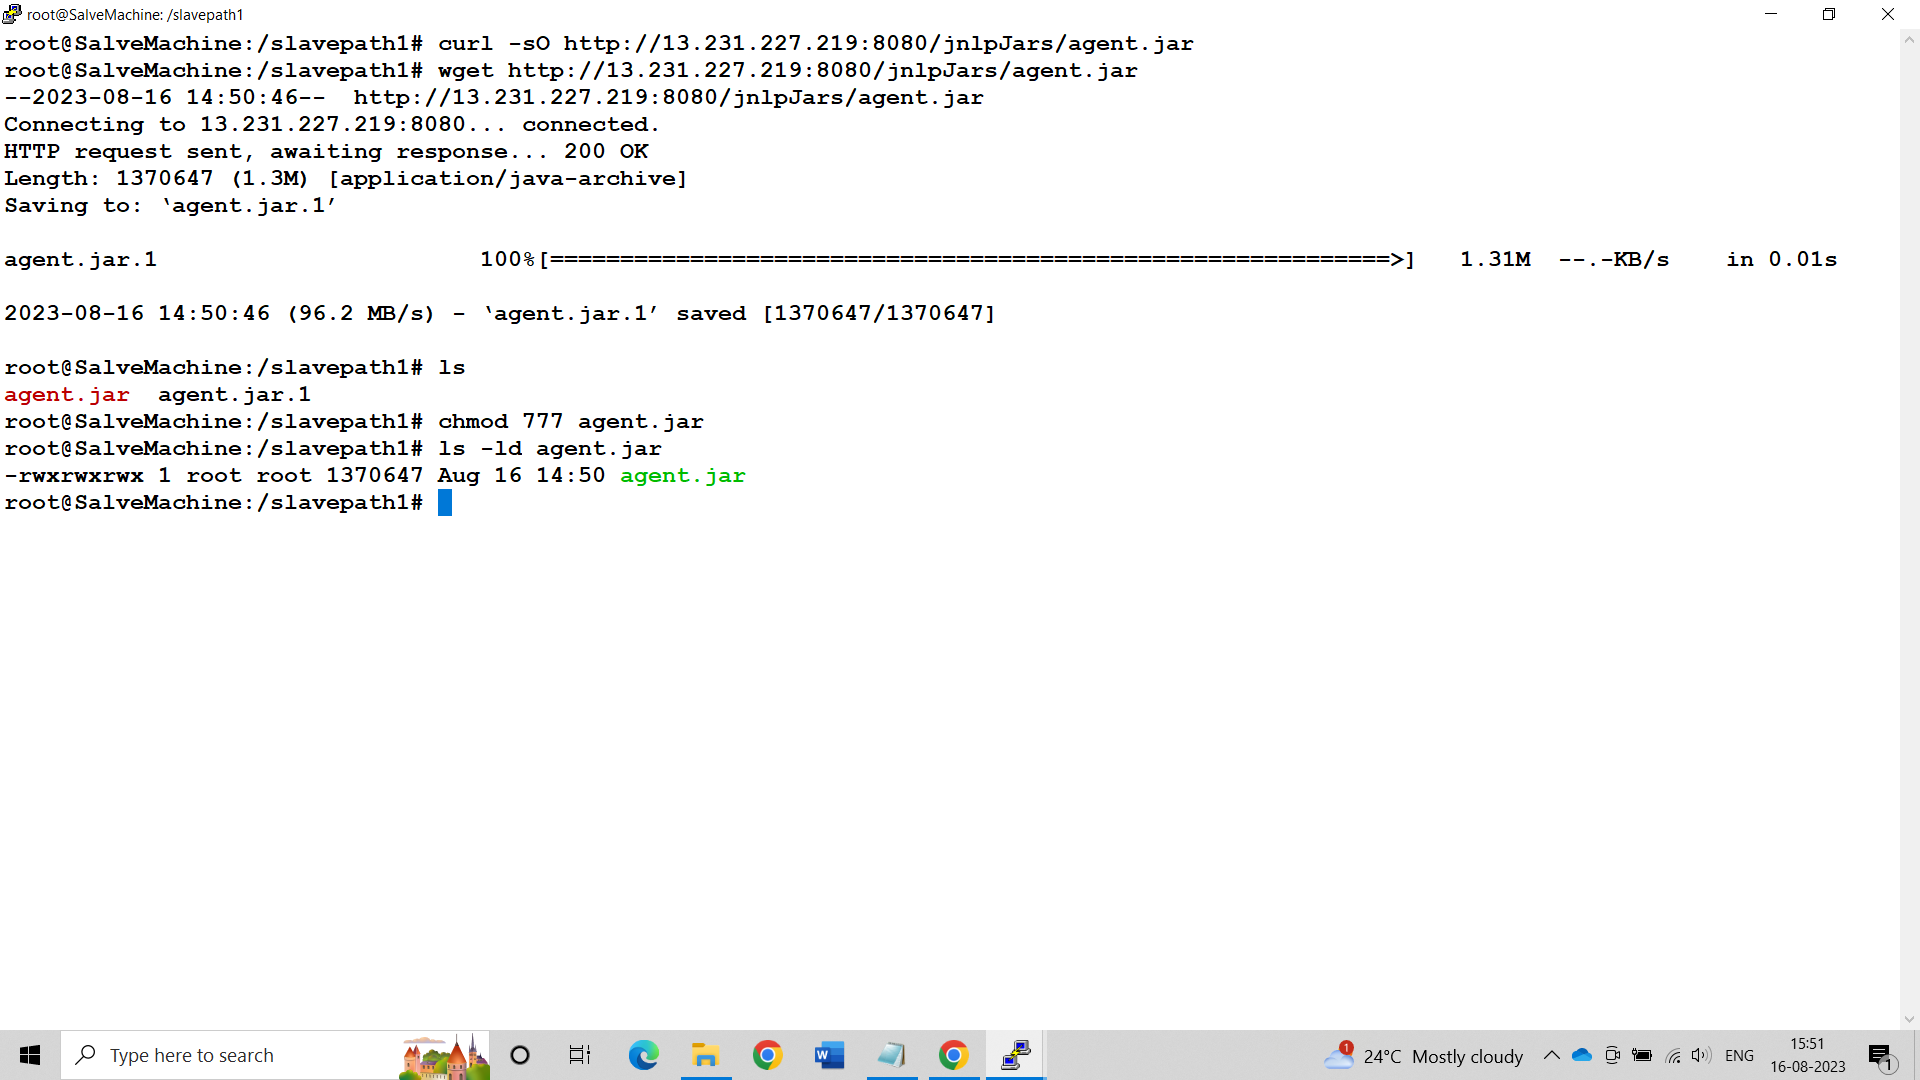 root@SalveMachine: /slavepath1
root@SalveMachine:/slavepath1# curl -sO http://13.231.227.219:8080/jnlpJars/agent.jar
root@SalveMachine:/slavepath1# wget http://13.231.227.219:8080/jnlpJars/agent.jar
--2023-08-16 14:50:46--  http://13.231.227.219:8080/jnlpJars/agent.jar
Connecting to 13.231.227.219:8080... connected.
HTTP request sent, awaiting response... 200 OK
Length: 1370647 (1.3M) [application/java-archive]
Saving to: ‘agent.jar.1’
agent.jar.1 100%[============================================================>] 1.31M --.-KB/s in 0.01s
2023-08-16 14:50:46 (96.2 MB/s) - ‘agent.jar.1’ saved [1370647/1370647]
root@SalveMachine:/slavepath1# ls
agent.jar  agent.jar.1
root@SalveMachine:/slavepath1# chmod 777 agent.jar
root@SalveMachine:/slavepath1# ls -ld agent.jar
-rwxrwxrwx 1 root root 1370647 Aug 16 14:50 agent.jar
root@SalveMachine:/slavepath1#
Type here to search
1
24°C Mostly cloudy
ENG
15:51
16-08-2023
1